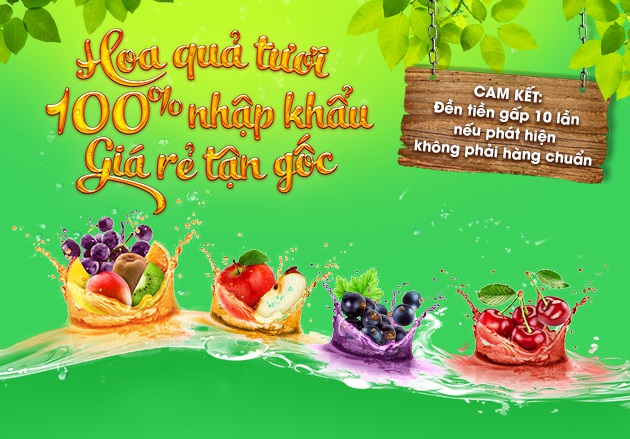 Hoa quả tươi
100% nhập khẩu
Giá rẻ tận gốc
CAM KẾT:
Đền tiền gấp 10 lần
nếu phát hiện
không phải hàng chuẩn